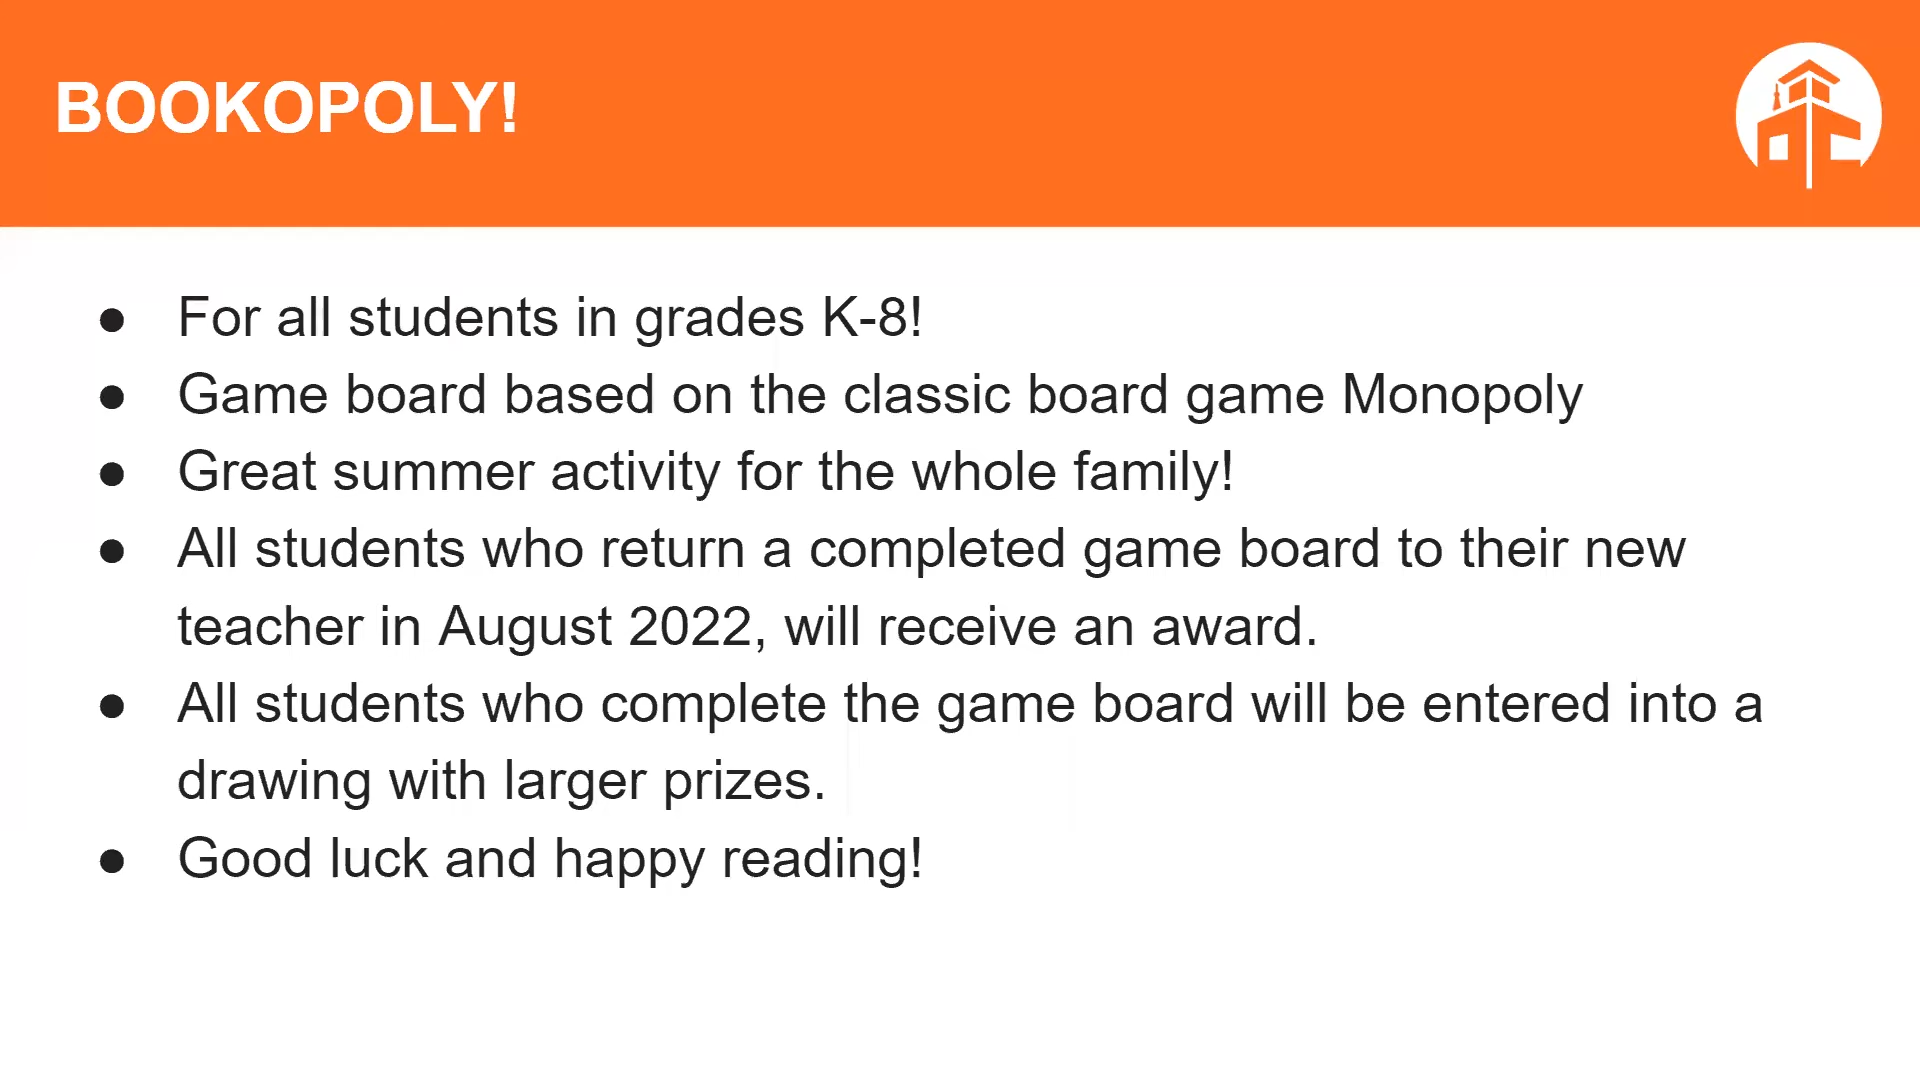 BOOKOPOLY!
● For all students in grades K-8!
● Game board based on the classic board game Monopoly
● Great summer activity for the whole family!
● All students who return a completed game board to their new
teacher in August 2022, will receive an award.
● All students who complete the game board will be entered into a
drawing with larger prizes.
● Good luck and happy reading!